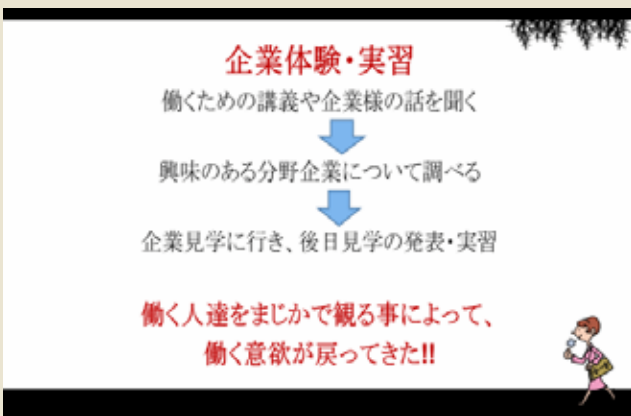 企業体験・実習
働くための講義や企業様の話を聞く
興味のある分野企業について調べる
企業見学に行き、後日見学の発表・実習
働く人達をまじかで観る事によって、
働く意欲が戻ってきた!!